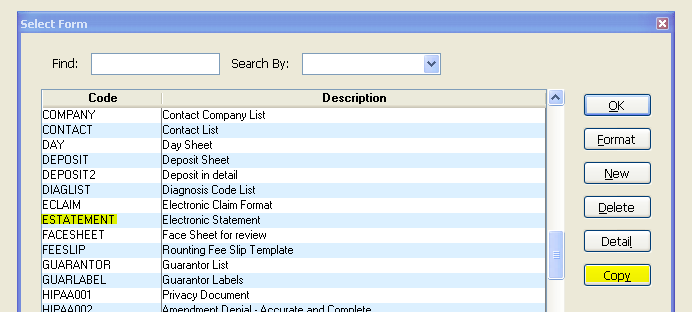 Select Form
Find: Search By:
Code Description
COMPANY Contact Company List
CONTACT Contact List
DAY Day Sheet
DEPOSIT Deposit Sheet
DEPOSIT2 Deposit in detail
DIAGLIST Diagnosis Code List
ECLAIM Electronic Claim Format
ESTATEMENT Electronic Statement
FACESHEET Face Sheet for review
FEESLIP Rounting Fee Slip Template
GUARANTOR Guarantor List
GUARLABEL Guarantor Labels
HIPAA001 Privacy Document
HIPAA002 Amendment Denial - Accurate and Complete
OK
Format
New
Delete
Detail
Copy